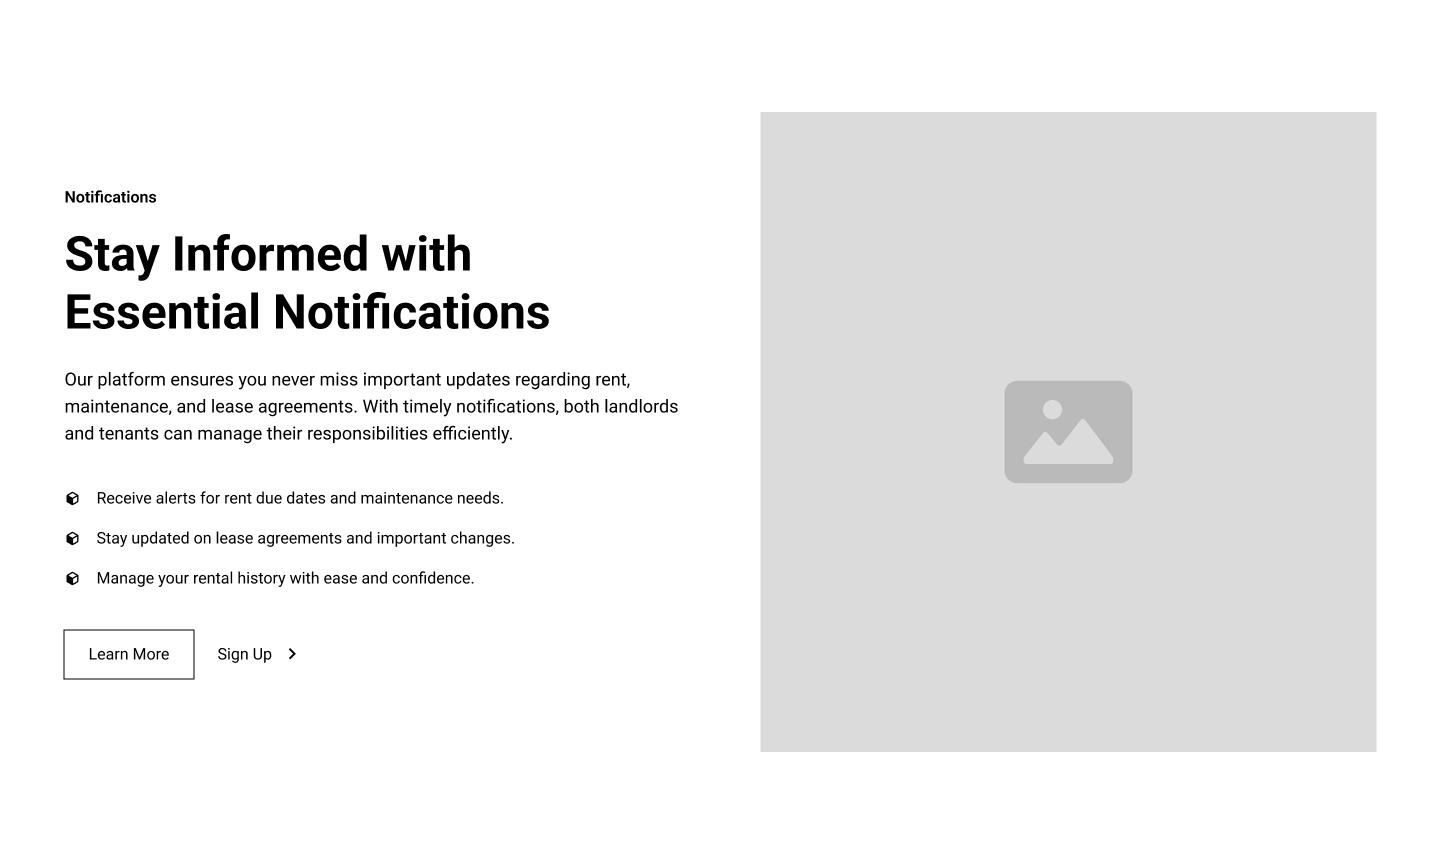 Notifications
Stay Informed with
Essential Notifications
Our platform ensures you never miss important updates regarding rent,
maintenance, and lease agreements. With timely notifications, both landlords
and tenants can manage their responsibilities efficiently.
Receive alerts for rent due dates and maintenance needs.
Stay updated on lease agreements and important changes.
Manage your rental history with ease and confidence.
Learn More
Sign Up